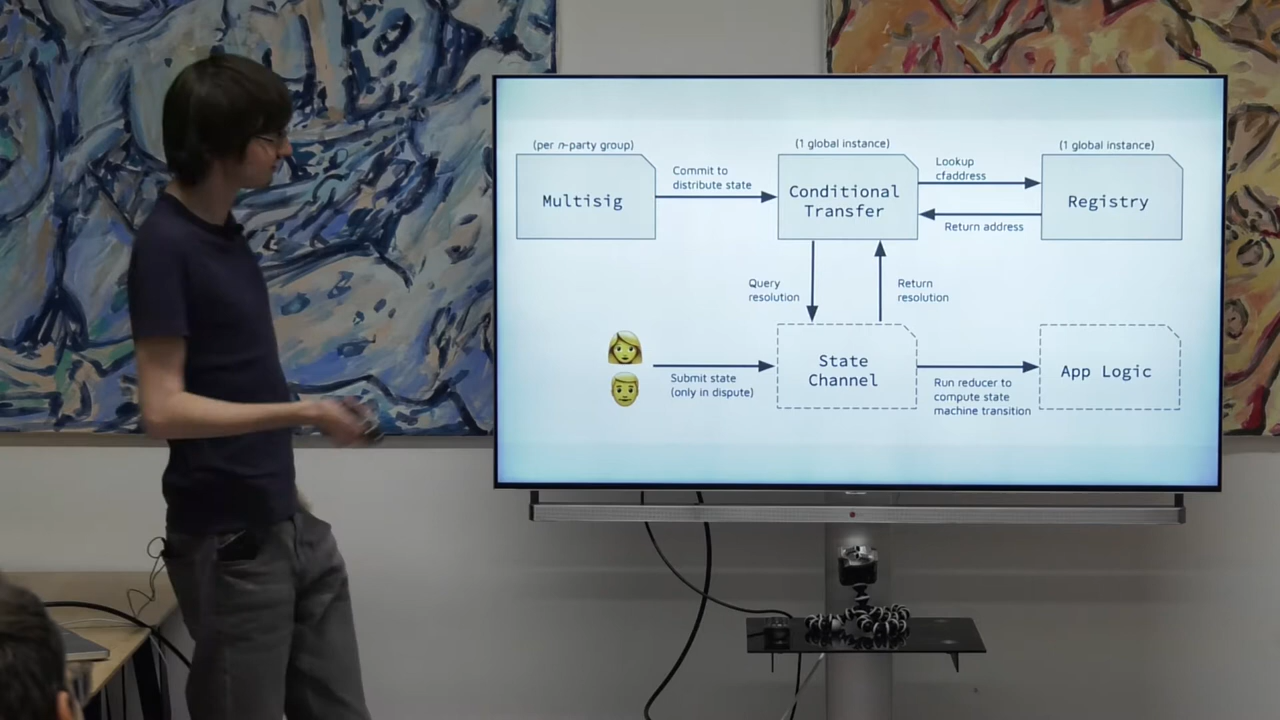 (per n-party group)
(1 global instance)
(1 global instance)
Multisig
Commit to
distribute state
Conditional
Transfer
Lookup
cfaddress
Return address
Registry
Query
resolution
Return
resolution
Submit state
(only in dispute)
State
Channel
Run reducer to
compute state
machine transition
App Logic